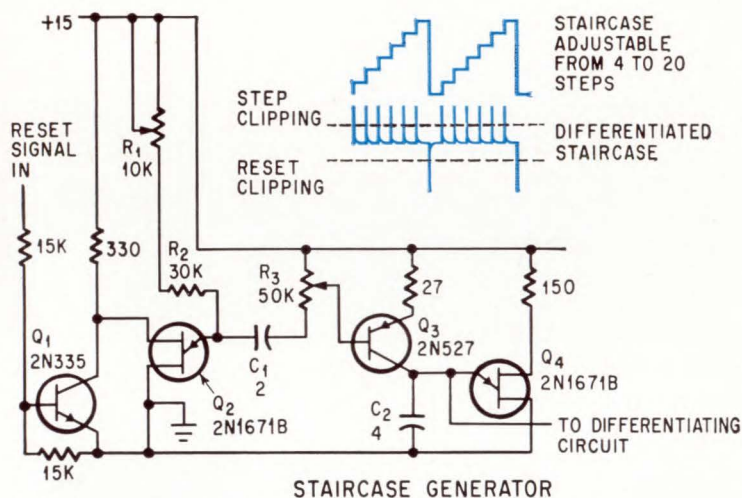 +15
STAIRCASE
ADJUSTABLE
FROM 4 TO 20
STEPS
STEP
CLIPPING
DIFFERENTIATED
STAIRCASE
RESET
CLIPPING
RESET
SIGNAL
IN
R1
10K
15K
330
R2
30K
R3
50K
27
150
Q1
2N335
Q3
2N527
Q4
2N1671B
C1
2
Q2
2N1671B
C2
4
TO DIFFERENTIATING
CIRCUIT
15K
STAIRCASE GENERATOR